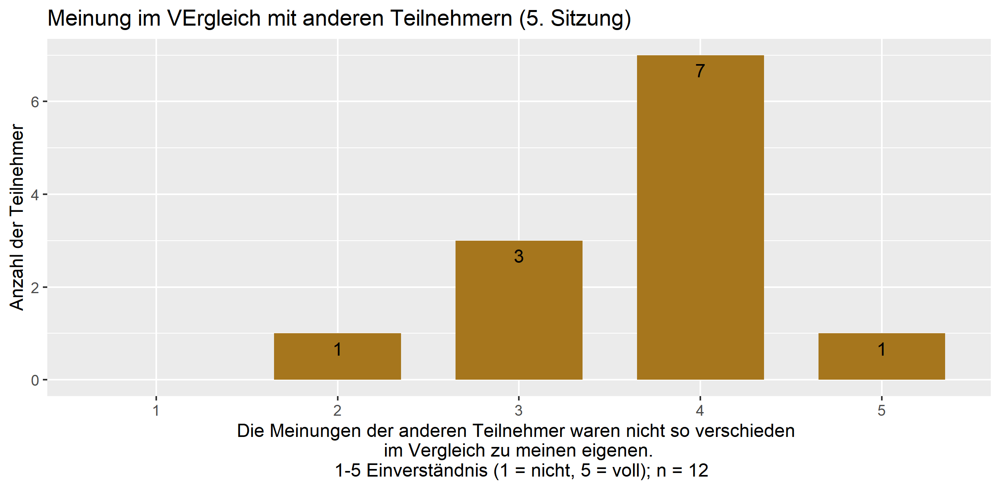 Meinung im VErgleich mit anderen Teilnehmern (5. Sitzung)
Anzahl der Teilnehmer
6
4
2
0
7
3
1
1
1
2
3
4
5
Die Meinungen der anderen Teilnehmer waren nicht so verschieden
im Vergleich zu meinen eigenen.
1-5 Einverständnis (1 = nicht, 5 = voll); n = 12